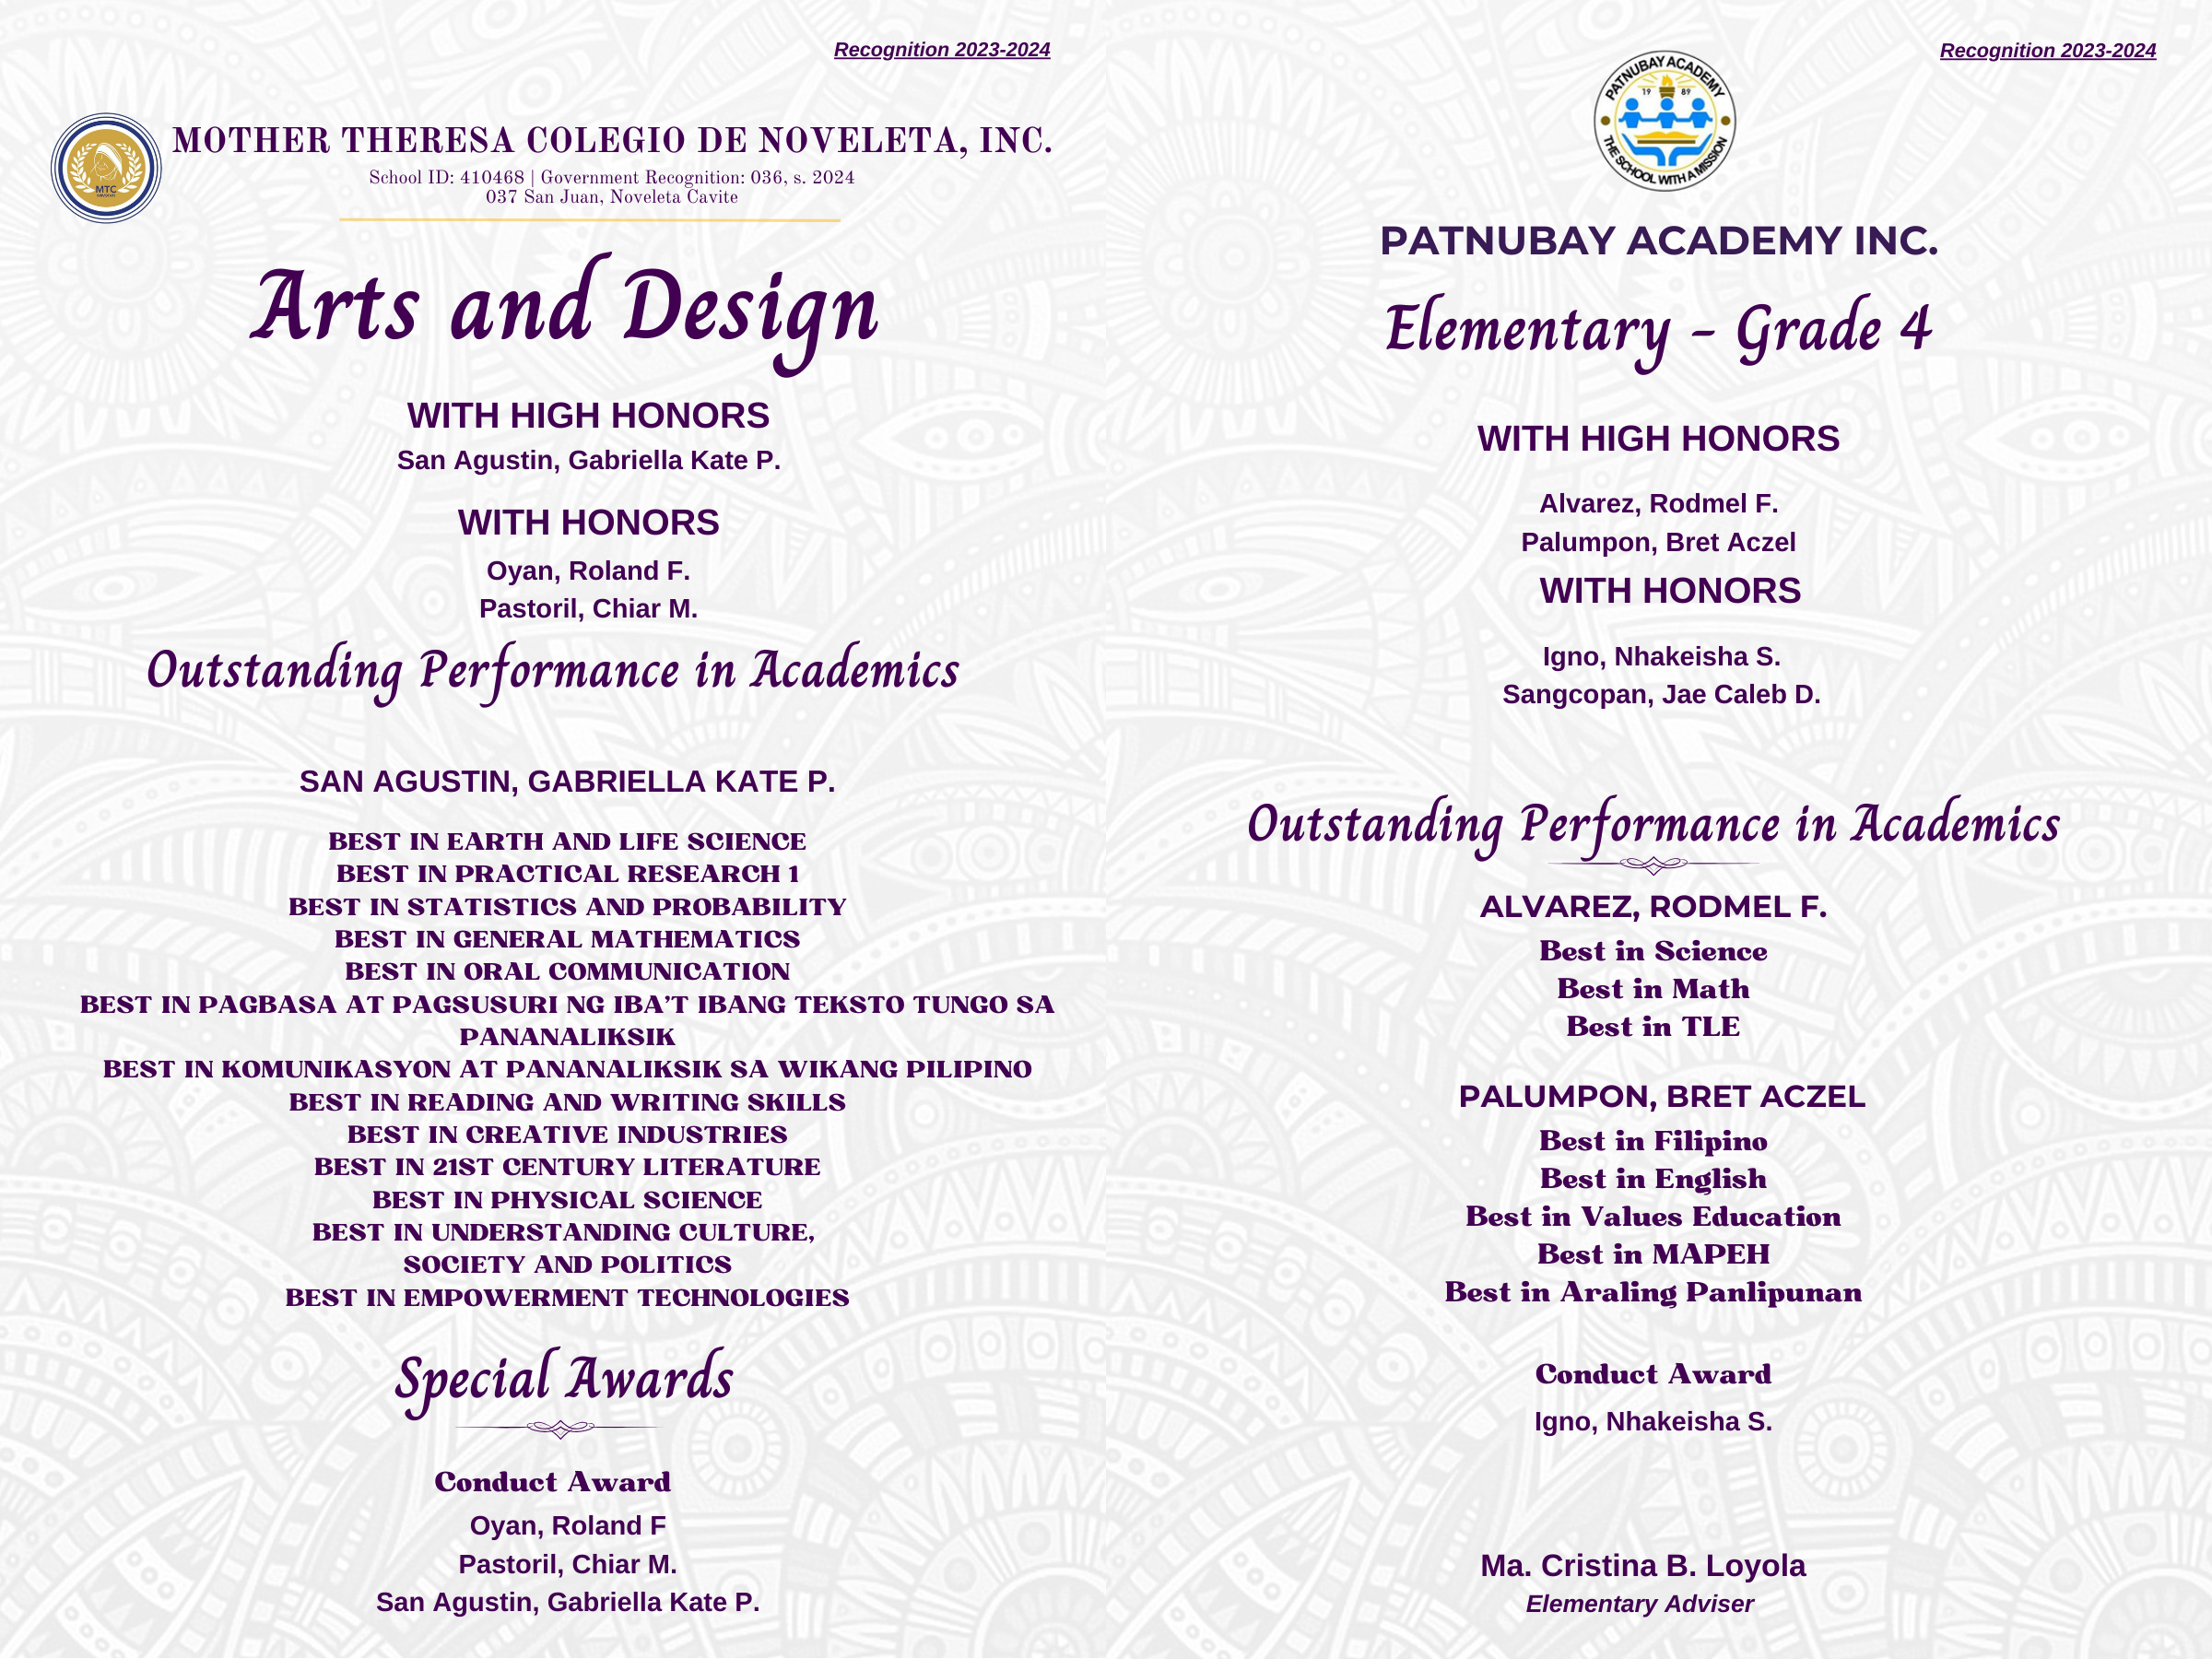 Recognition 2023-2024
MTC
MOTHER THERESA COLEGIO DE NOVELETA, INC.
School ID: 410468 | Government Recognition: 036, s. 2024
037 San Juan, Noveleta Cavite
Arts and Design
WITH HIGH HONORS
San Agustin, Gabriella Kate P.
WITH HONORS
Oyan, Roland F.
Pastoril, Chiar M.
Outstanding Performance in Academics
SAN AGUSTIN, GABRIELLA KATE P.
BEST IN EARTH AND LIFE SCIENCE
BEST IN PRACTICAL RESEARCH 1
BEST IN STATISTICS AND PROBABILITY
BEST IN GENERAL MATHEMATICS
BEST IN ORAL COMMUNICATION
BEST IN PAGBASA AT PAGSUSURI NG IBA’T IBANG TEKSTO TUNGO SA
PANANALIKSIK
BEST IN KOMUNIKASYON AT PANANALIKSIK SA WIKANG PILIPINO
BEST IN READING AND WRITING SKILLS
BEST IN CREATIVE INDUSTRIES
BEST IN 21ST CENTURY LITERATURE
BEST IN PHYSICAL SCIENCE
BEST IN UNDERSTANDING CULTURE,
SOCIETY AND POLITICS
BEST IN EMPOWERMENT TECHNOLOGIES
Special Awards
Conduct Award
Oyan, Roland F
Pastoril, Chiar M.
San Agustin, Gabriella Kate P.
Recognition 2023-2024
PATNUBAY ACADEMY
19 89
THE SCHOOL WITH A MISSION
PATNUBAY ACADEMY INC.
Elementary - Grade 4
WITH HIGH HONORS
Alvarez, Rodmel F.
Palumpon, Bret Aczel
WITH HONORS
Igno, Nhakeisha S.
Sangcopan, Jae Caleb D.
Outstanding Performance in Academics
ALVAREZ, RODMEL F.
Best in Science
Best in Math
Best in TLE
PALUMPON, BRET ACZEL
Best in Filipino
Best in English
Best in Values Education
Best in MAPEH
Best in Araling Panlipunan
Conduct Award
Igno, Nhakeisha S.
Ma. Cristina B. Loyola
Elementary Adviser